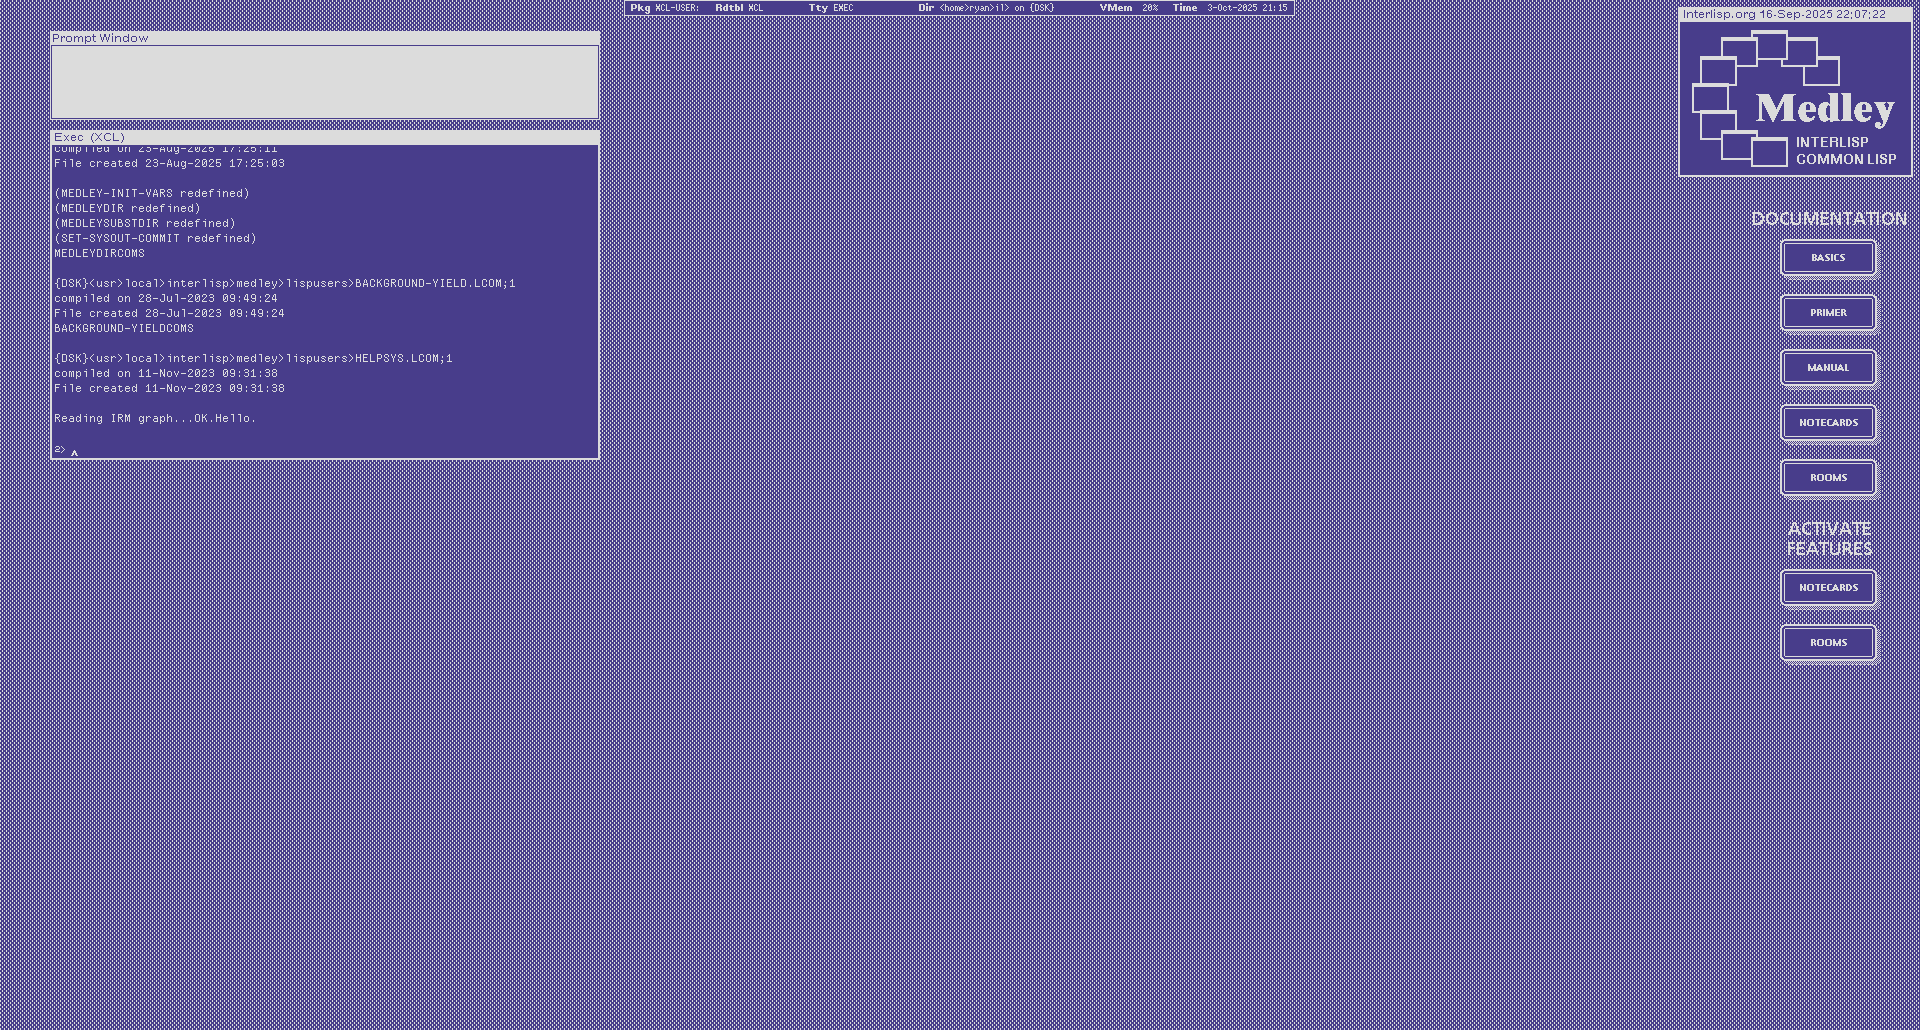 Pkg XCL-USER: Rdtbl XCL Tty EXEC Dir <home>ryan>il> on {DSK} VMem 20% Time 3-Oct-2025 21:15
Prompt Window
Exec (XCL)
compiled on 23-Aug-2025 17:25:11
File created 23-Aug-2025 17:25:03
(MEDLEY-INIT-VARS redefined)
(MEDLEYDIR redefined)
(MEDLEYSUBSTDIR redefined)
(SET-SYSOUT-COMMIT redefined)
MEDLEYDIRCOMS
{DSK}<usr>local>interlisp>medley>lispusers>BACKGROUND-YIELD.LCOM;1
compiled on 28-Jul-2023 09:49:24
File created 28-Jul-2023 09:49:24
BACKGROUND-YIELDCOMS
{DSK}<usr>local>interlisp>medley>lispusers>HELPSYS.LCOM;1
compiled on 11-Nov-2023 09:31:38
File created 11-Nov-2023 09:31:38
Reading IRM graph...OK.Hello.
2>
Interlisp.org 16-Sep-2025 22:07:22
Medley
INTERLISP
COMMON LISP
DOCUMENTATION
BASICS
PRIMER
MANUAL
NOTECARDS
ROOMS
ACTIVATE
FEATURES
NOTECARDS
ROOMS